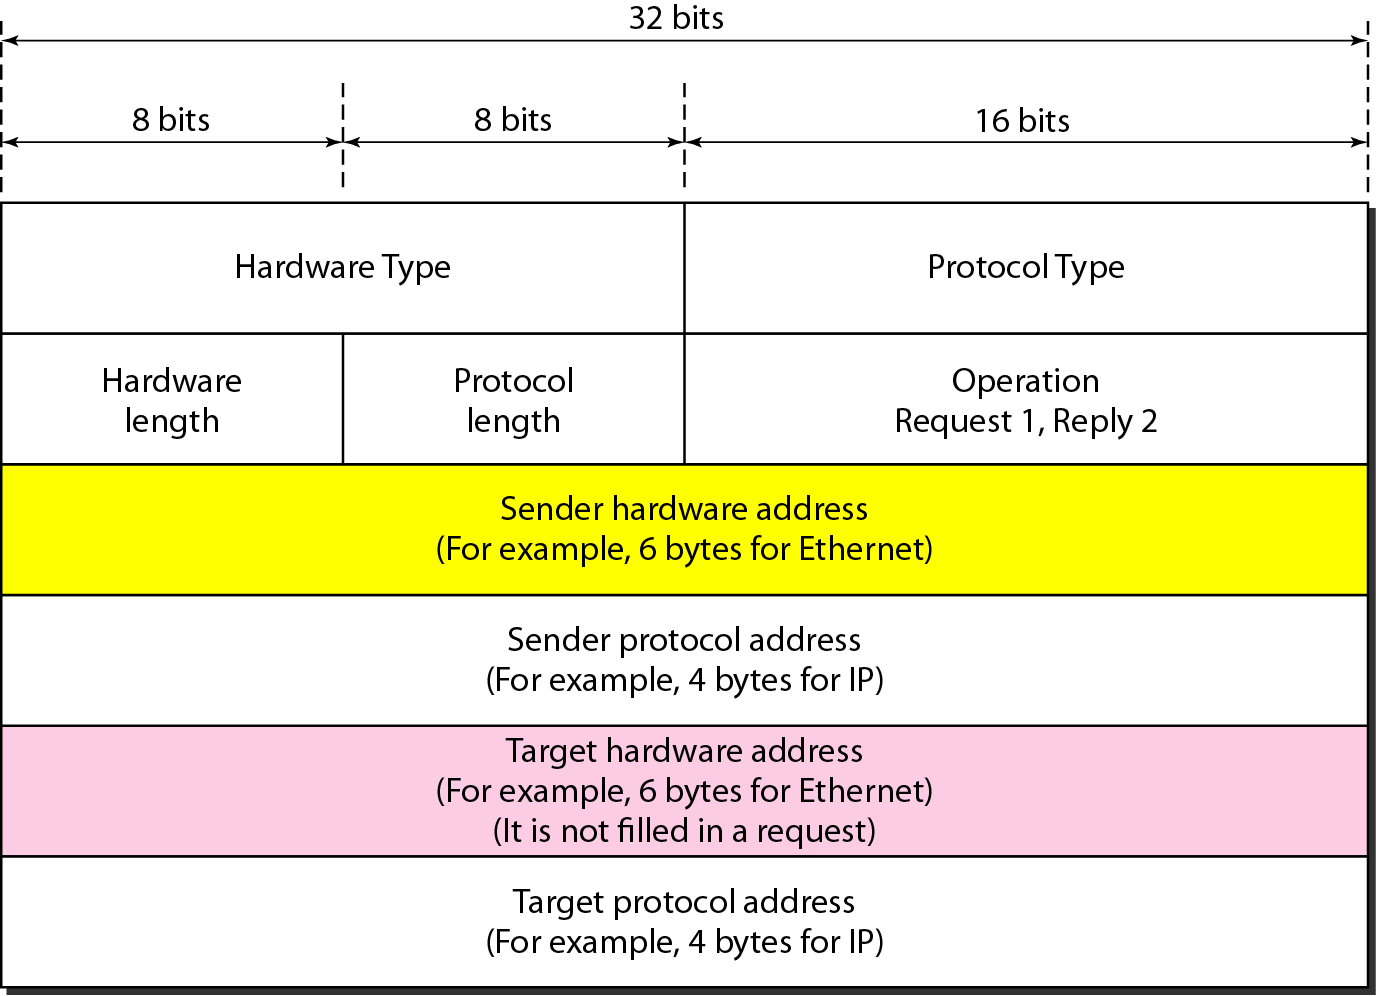 32 bits
8 bits
8 bits
16 bits
Hardware Type
Protocol Type
Hardware
length
Protocol
length
Operation
Request 1, Reply 2
Sender hardware address
(For example, 6 bytes for Ethernet)
Sender protocol address
(For example, 4 bytes for IP)
Target hardware address
(For example, 6 bytes for Ethernet)
(It is not filled in a request)
Target protocol address
(For example, 4 bytes for IP)